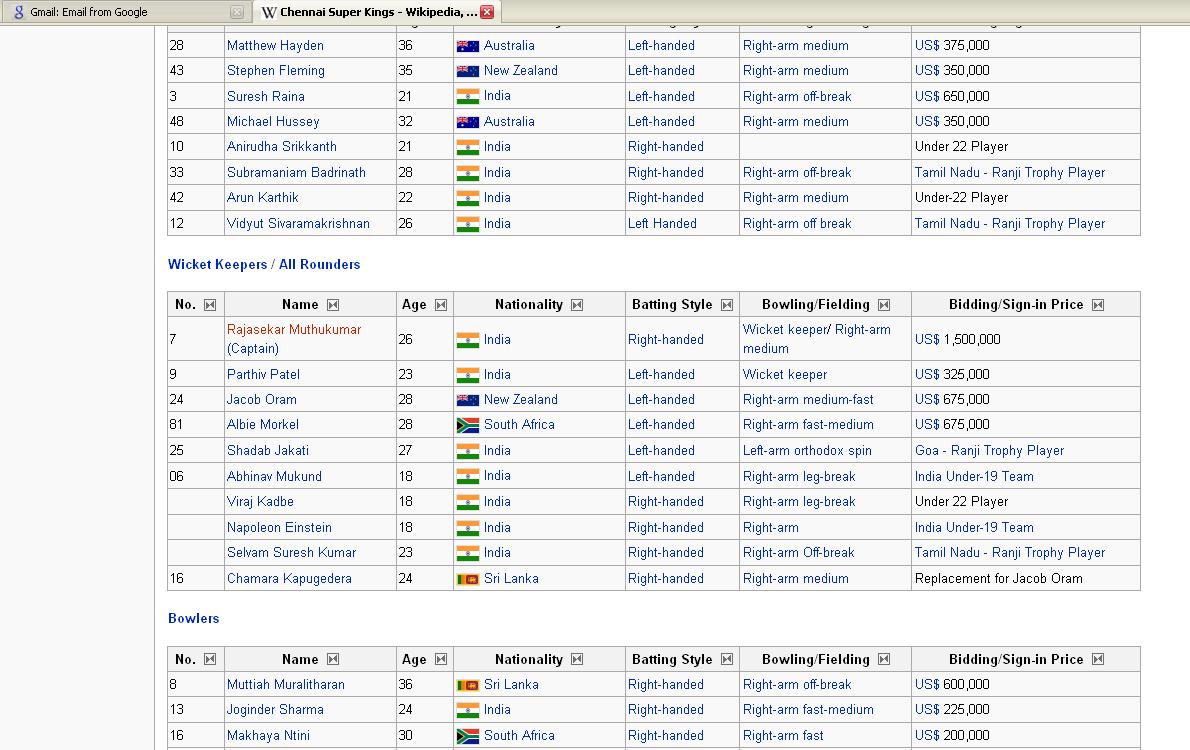 Gmail: Email from Google
Chennai Super Kings - Wikipedia, ...
28 Matthew Hayden 36 Australia Left-handed Right-arm medium US$ 375,000
43 Stephen Fleming 35 New Zealand Left-handed Right-arm medium US$ 350,000
3 Suresh Raina 21 India Left-handed Right-arm off-break US$ 650,000
48 Michael Hussey 32 Australia Left-handed Right-arm medium US$ 350,000
10 Anirudha Srikkanth 21 India Right-handed Under 22 Player
33 Subramaniam Badrinath 28 India Right-handed Right-arm off-break Tamil Nadu - Ranji Trophy Player
42 Arun Karthik 22 India Right-handed Right-arm medium Under-22 Player
12 Vidyut Sivaramakrishnan 26 India Left Handed Right-arm off break Tamil Nadu - Ranji Trophy Player
Wicket Keepers / All Rounders
No. Name Age Nationality Batting Style Bowling/Fielding Bidding/Sign-in Price
7 Rajasekar Muthukumar (Captain) 26 India Right-handed Wicket keeper/ Right-arm medium US$ 1,500,000
9 Parthiv Patel 23 India Left-handed Wicket keeper US$ 325,000
24 Jacob Oram 28 New Zealand Left-handed Right-arm medium-fast US$ 675,000
81 Albie Morkel 28 South Africa Left-handed Right-arm fast-medium US$ 675,000
25 Shadab Jakati 27 India Left-handed Left-arm orthodox spin Goa - Ranji Trophy Player
06 Abhinav Mukund 18 India Left-handed Right-arm leg-break India Under-19 Team
Viraj Kadbe 18 India Right-handed Right-arm leg-break Under 22 Player
Napoleon Einstein 18 India Right-handed Right-arm India Under-19 Team
Selvam Suresh Kumar 23 India Right-handed Right-arm Off-break Tamil Nadu - Ranji Trophy Player
16 Chamara Kapugedera 24 Sri Lanka Right-handed Right-arm medium Replacement for Jacob Oram
Bowlers
No. Name Age Nationality Batting Style Bowling/Fielding Bidding/Sign-in Price
8 Muttiah Muralitharan 36 Sri Lanka Right-handed Right-arm off-break US$ 600,000
13 Joginder Sharma 24 India Right-handed Right-arm fast-medium US$ 225,000
16 Makhaya Ntini 30 South Africa Right-handed Right-arm fast US$ 200,000